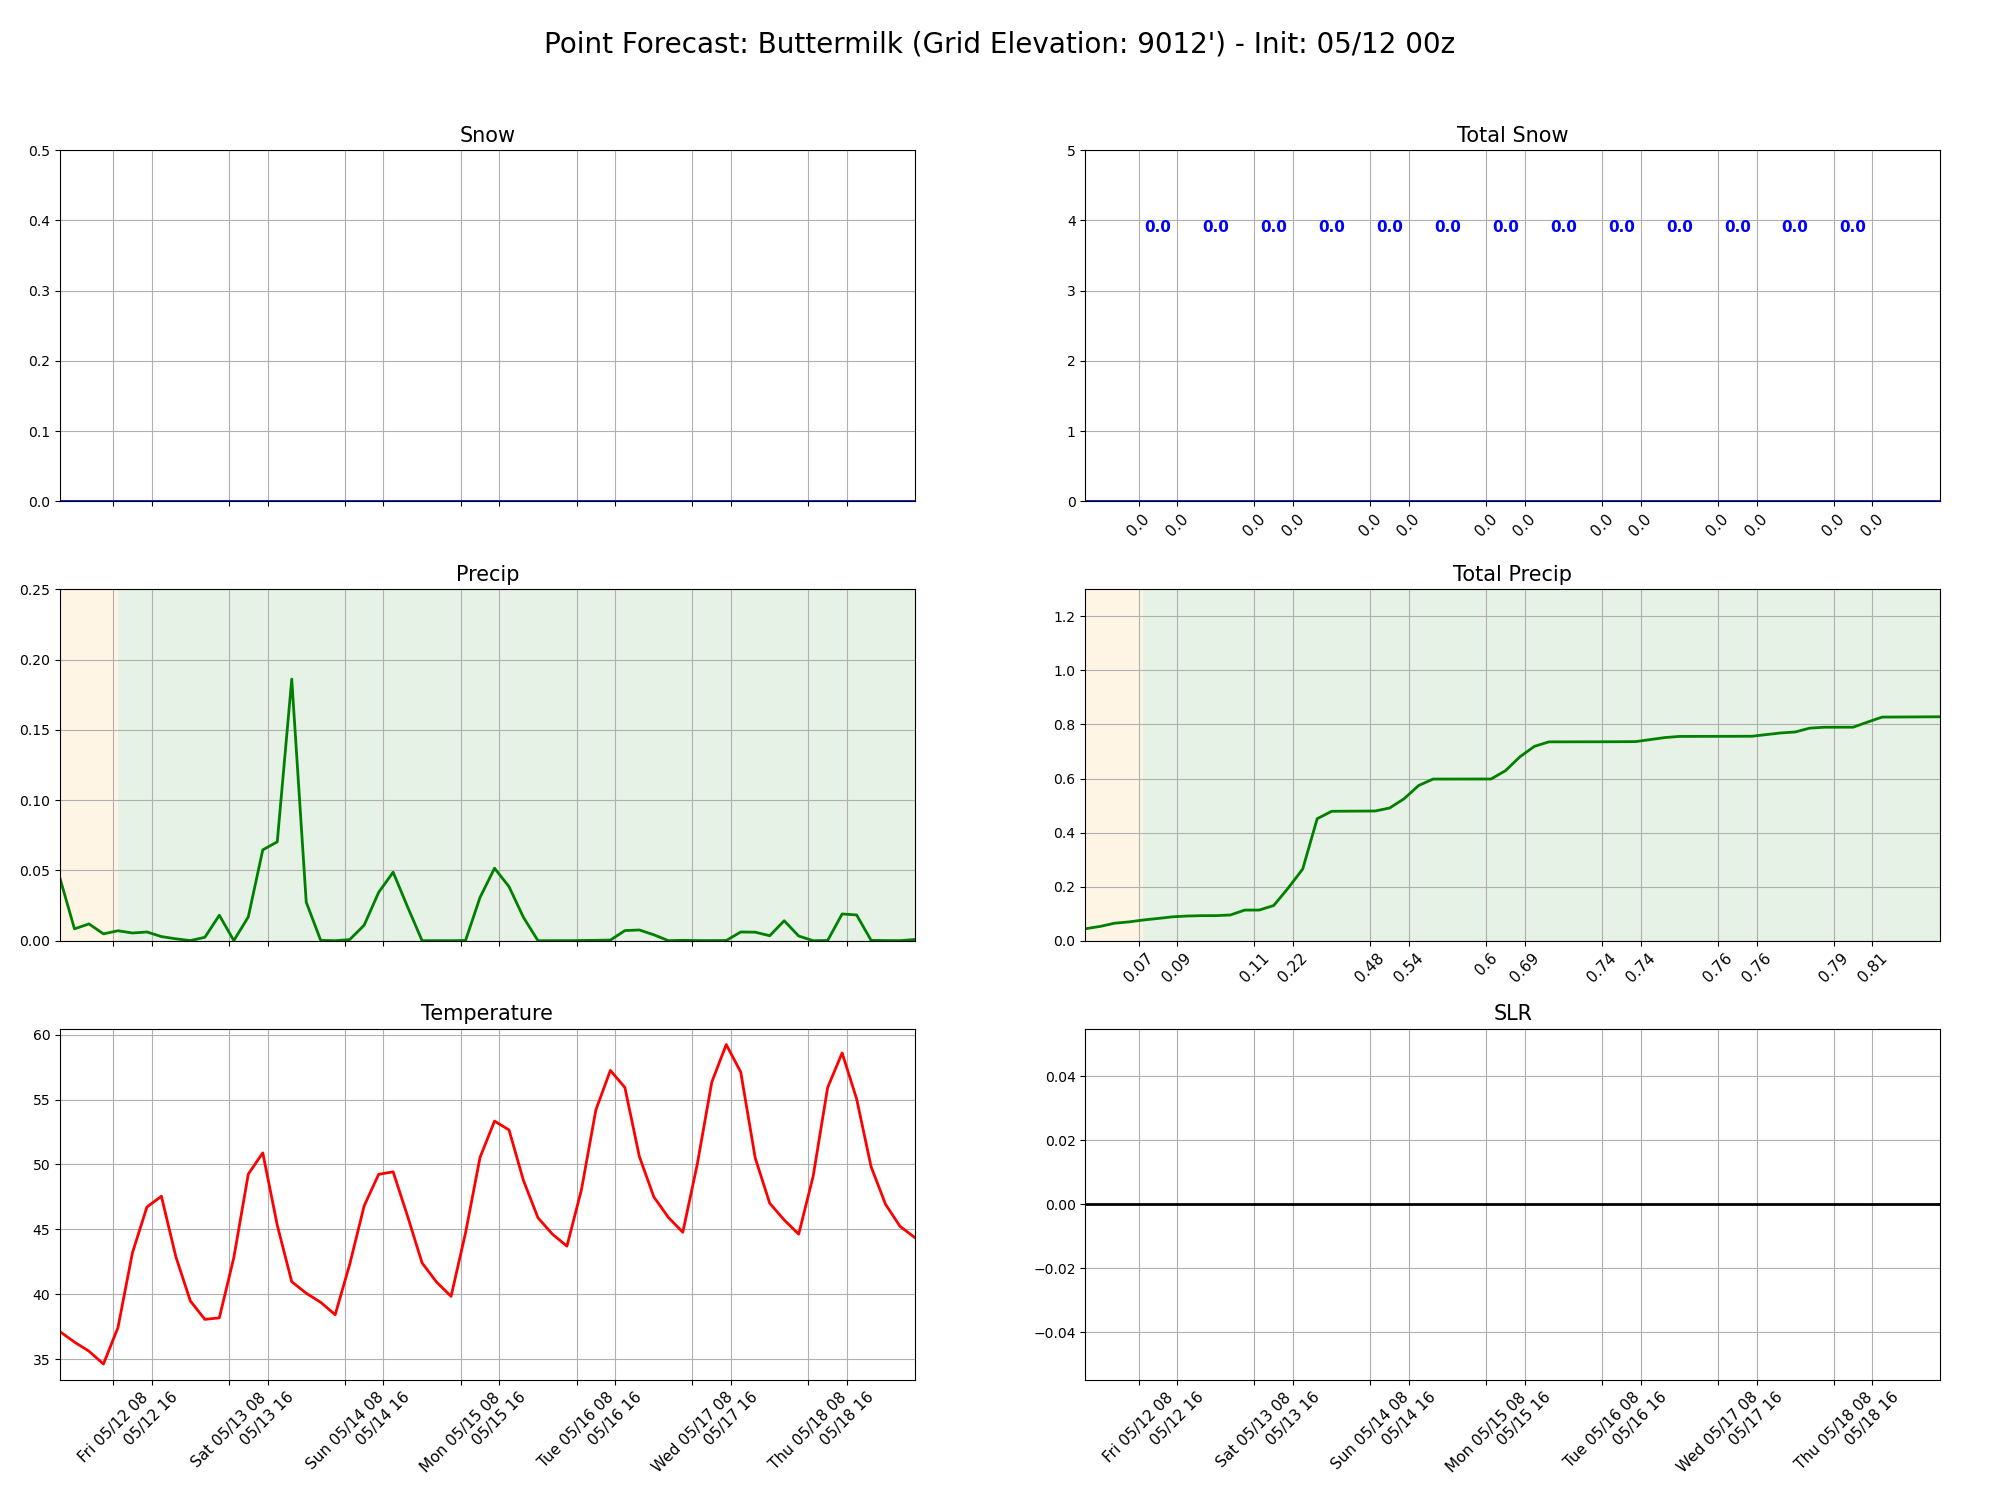 Point Forecast: Buttermilk (Grid Elevation: 9012') - Init: 05/12 00z
Snow
0.5
0.4
0.3
0.2
0.1
0.0
Total Snow
5
4
3
2
1
0
0.0 0.0 0.0 0.0 0.0 0.0 0.0 0.0 0.0 0.0 0.0 0.0 0.0
0.0 0.0 0.0 0.0 0.0 0.0 0.0 0.0 0.0 0.0 0.0 0.0 0.0 0.0
Precip
0.25
0.20
0.15
0.10
0.05
0.00
Total Precip
1.2
1.0
0.8
0.6
0.4
0.2
0.0
0.07 0.09 0.11 0.22 0.48 0.54 0.6 0.69 0.74 0.74 0.76 0.76 0.79 0.81
Temperature
60
55
50
45
40
35
Fri 05/12 08
05/12 16
Sat 05/13 08
05/13 16
Sun 05/14 08
05/14 16
Mon 05/15 08
05/15 16
Tue 05/16 08
05/16 16
Wed 05/17 08
05/17 16
Thu 05/18 08
05/18 16
SLR
0.04
0.02
0.00
−0.02
−0.04
Fri 05/12 08
05/12 16
Sat 05/13 08
05/13 16
Sun 05/14 08
05/14 16
Mon 05/15 08
05/15 16
Tue 05/16 08
05/16 16
Wed 05/17 08
05/17 16
Thu 05/18 08
05/18 16